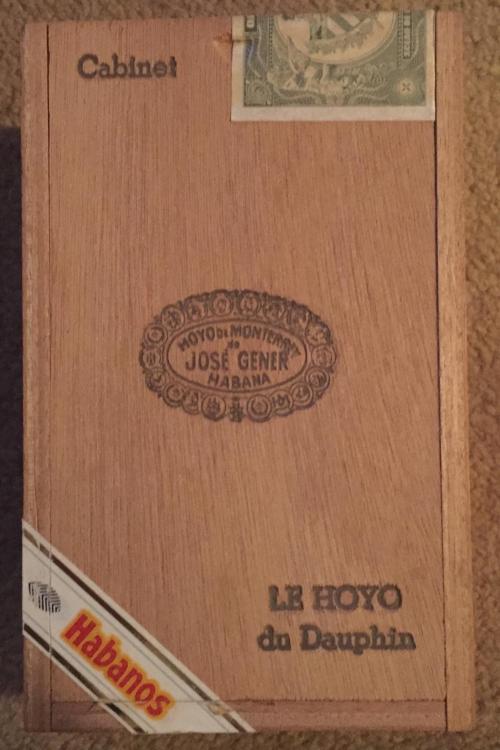 Cabinet
HOYO DE MONTERREY
de
JOSÉ GENER
HABANA
LE HOYO
du Dauphin
Habanos